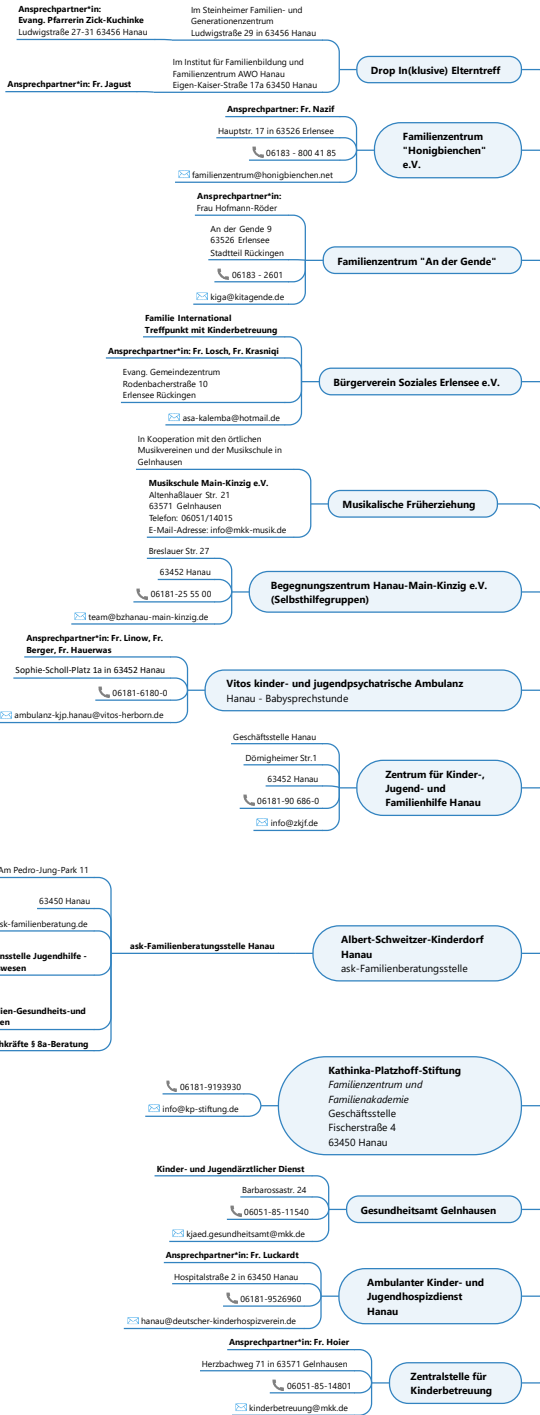 Ansprechpartner*in:
Evang. Pfarrerin Zick-Kuchinke
Ludwigstraße 27-31 63456 Hanau
Im Steinheimer Familien- und
Generationenzentrum
Ludwigstraße 29 in 63456 Hanau
Ansprechpartner*in: Fr. Jagust
Im Institut für Familienbildung und
Familienzentrum AWO Hanau
Eigen-Kaiser-Straße 17a 63450 Hanau
Drop In(klusive) Elterntreff
Ansprechpartner: Fr. Nazif
Hauptstr. 17 in 63526 Erlensee
06183 - 800 41 85
familienzentrum@honigbienchen.net
Familienzentrum
"Honigbienchen"
e.V.
Ansprechpartner*in:
Frau Hofmann-Röder
An der Gende 9
63526 Erlensee
Stadtteil Rückingen
06183 - 2601
kiga@kitagende.de
Familienzentrum "An der Gende"
Familie International
Treffpunkt mit Kinderbetreuung
Ansprechpartner*in: Fr. Losch, Fr. Krasniqi
Evang. Gemeindezentrum
Rodenbacherstraße 10
Erlensee Rückingen
asa-kalemba@hotmail.de
Bürgerverein Soziales Erlensee e.V.
In Kooperation mit den örtlichen
Musikvereinen und der Musikschule in
Gelnhausen
Musikschule Main-Kinzig e.V.
Altenhaßlauer Str. 21
63571 Gelnhausen
Telefon: 06051/14015
E-Mail-Adresse: info@mkk-musik.de
Musikalische Früherziehung
Breslauer Str. 27
63452 Hanau
06181-25 55 00
team@bzhanau-main-kinzig.de
Begegnungszentrum Hanau-Main-Kinzig e.V.
(Selbsthilfegruppen)
Ansprechpartner*in: Fr. Linow, Fr.
Berger, Fr. Hauerwas
Sophie-Scholl-Platz 1a in 63452 Hanau
06181-6180-0
ambulanz-kjp.hanau@vitos-herborn.de
Vitos kinder- und jugendpsychatrische Ambulanz
Hanau - Babysprechstunde
Geschäftsstelle Hanau
Dörnigheimer Str.1
63452 Hanau
06181-90 686-0
info@zkjf.de
Zentrum für Kinder-,
Jugend- und
Familienhilfe Hanau
Am Pedro-Jung-Park 11
63450 Hanau
sk-familienberatung.de
nsstelle Jugendhilfe -
wesen
ien-Gesundheits-und
en
hkräfte § 8a-Beratung
ask-Familienberatungsstelle Hanau
Albert-Schweitzer-Kinderdorf
Hanau
ask-Familienberatungsstelle
06181-9193930
info@kp-stiftung.de
Kathinka-Platzhoff-Stiftung
Familienzentrum und
Familienakademie
Geschäftsstelle
Fischerstraße 4
63450 Hanau
Kinder- und Jugendärztlicher Dienst
Barbarossastr. 24
06051-85-11540
kjaed.gesundheitsamt@mkk.de
Gesundheitsamt Gelnhausen
Ansprechpartner*in: Fr. Luckardt
Hospitalstraße 2 in 63450 Hanau
06181-9526960
hanau@deutscher-kinderhospizverein.de
Ambulanter Kinder- und
Jugendhospizdienst
Hanau
Ansprechpartner*in: Fr. Hoier
Herzbachweg 71 in 63571 Gelnhausen
06051-85-14801
kinderbetreuung@mkk.de
Zentralstelle für
Kinderbetreuung